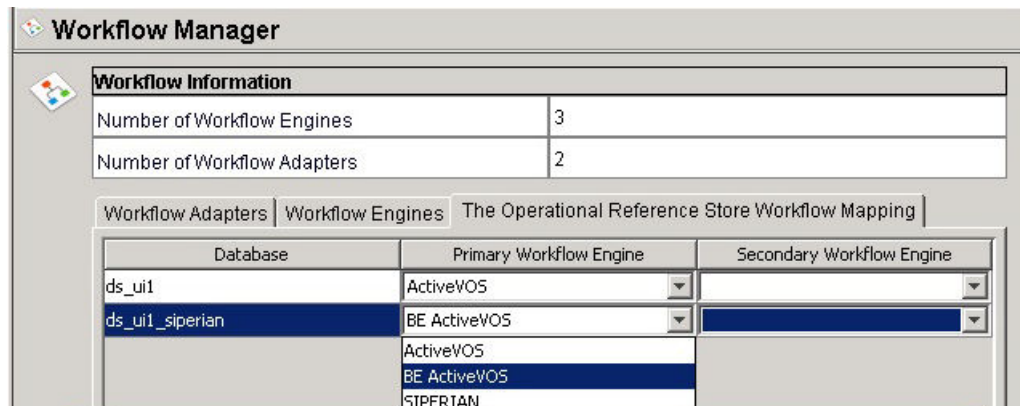 Workflow Manager
Workflow Information
Number of Workflow Engines 3
Number of Workflow Adapters 2
Workflow Adapters Workflow Engines The Operational Reference Store Workflow Mapping
Database Primary Workflow Engine Secondary Workflow Engine
ds_ui1 ActiveVOS
ds_ui1_siperian BE ActiveVOS
ActiveVOS
BE ActiveVOS
SIPERIAN